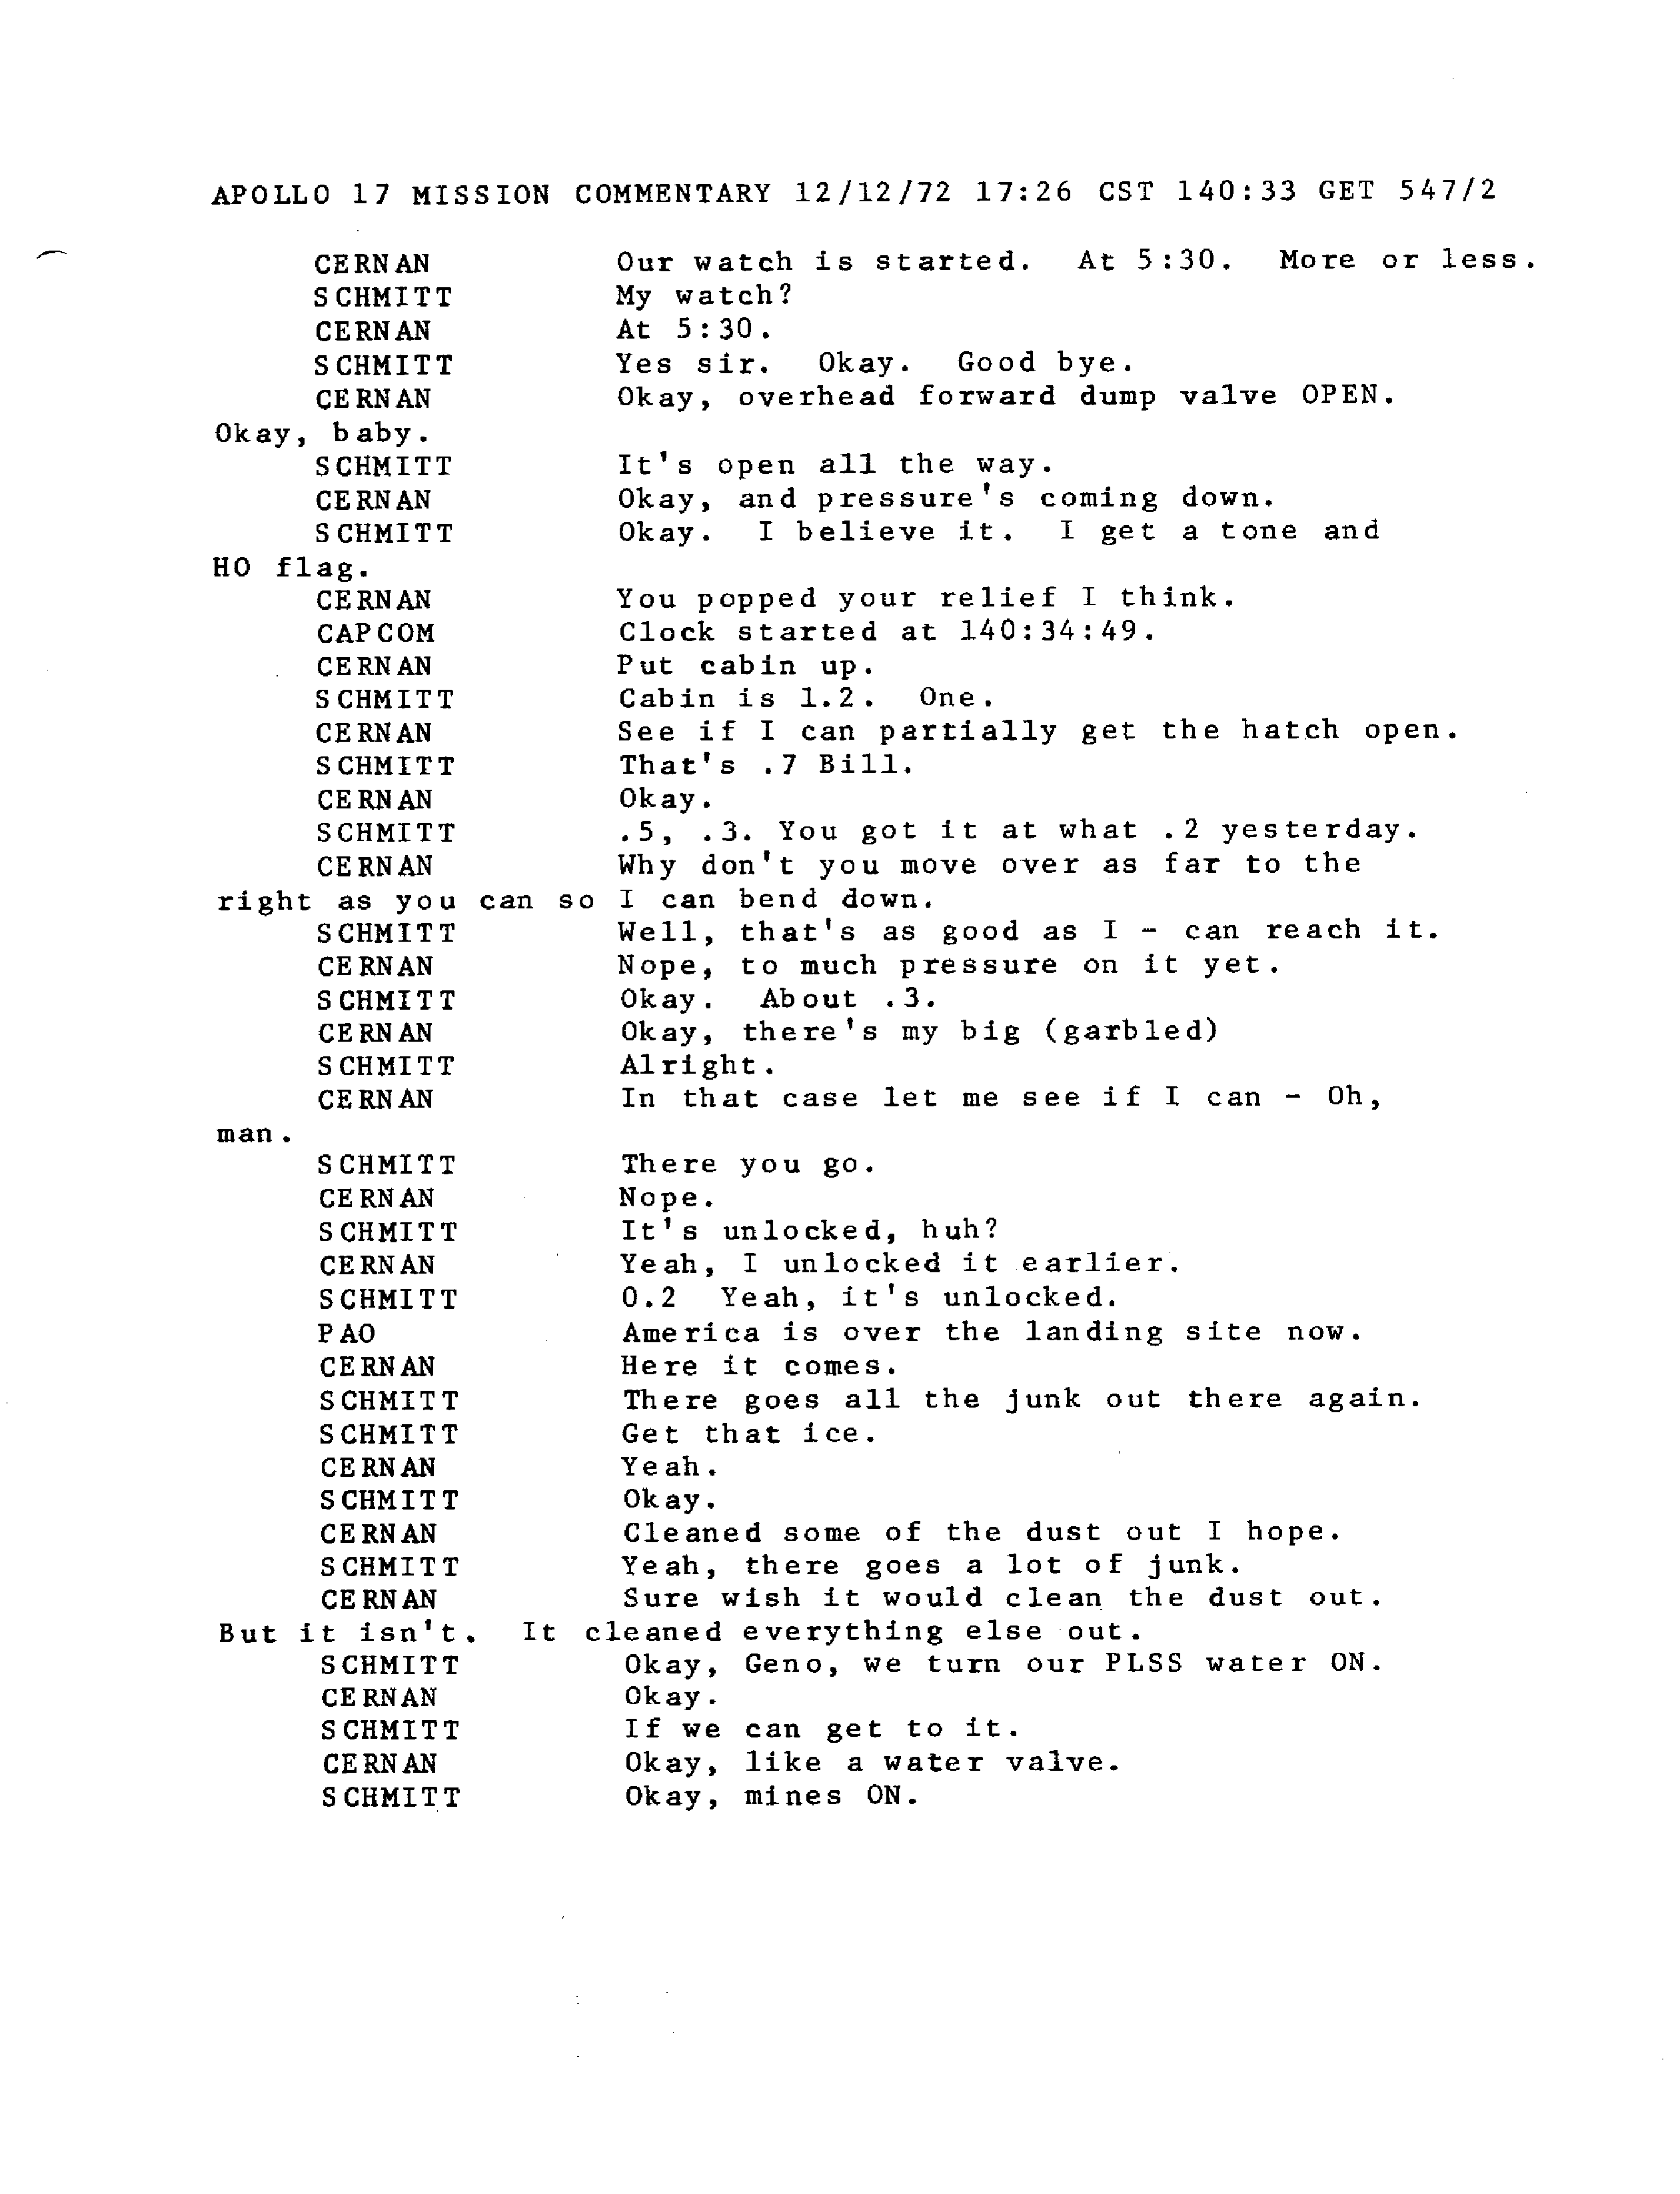 APOLLO 17 MISSION COMMENTARY 12/12/72 17:26 CST 140:33 GET 547/2
CERNAN Our watch is started. At 5:30. More or less.
SCHMITT My watch?
CERNAN At 5:30.
SCHMITT Yes sir. Okay. Good bye.
CERNAN Okay, overhead forward dump valve OPEN.
Okay, baby.
SCHMITT It's open all the way.
CERNAN Okay, and pressure's coming down.
SCHMITT Okay. I believe it. I get a tone and
HO flag.
CERNAN You popped your relief I think.
CAPCOM Clock started at 140:34:49.
CERNAN Put cabin up.
SCHMITT Cabin is 1.2. One.
CERNAN See if I can partially get the hatch open.
SCHMITT That's .7 Bill.
CERNAN Okay.
SCHMITT .5, .3. You got it at what .2 yesterday.
CERNAN Why don't you move over as far to the
right as you can so I can bend down.
SCHMITT Well, that's as good as I - can reach it.
CERNAN Nope, to much pressure on it yet.
SCHMITT Okay. About .3.
CERNAN Okay, there's my big (garbled)
SCHMITT Alright.
CERNAN In that case let me see if I can - Oh,
man.
SCHMITT There you go.
CERNAN Nope.
SCHMITT It's unlocked, huh?
CERNAN Yeah, I unlocked it earlier.
SCHMITT 0.2 Yeah, it's unlocked.
PAO America is over the landing site now.
CERNAN Here it comes.
SCHMITT There goes all the junk out there again.
SCHMITT Get that ice.
CERNAN Yeah.
SCHMITT Okay.
CERNAN Cleaned some of the dust out I hope.
SCHMITT Yeah, there goes a lot of junk.
CERNAN Sure wish it would clean the dust out.
But it isn't. It cleaned everything else out.
SCHMITT Okay, Geno, we turn our PLSS water ON.
CERNAN Okay.
SCHMITT If we can get to it.
CERNAN Okay, like a water valve.
SCHMITT Okay, mines ON.